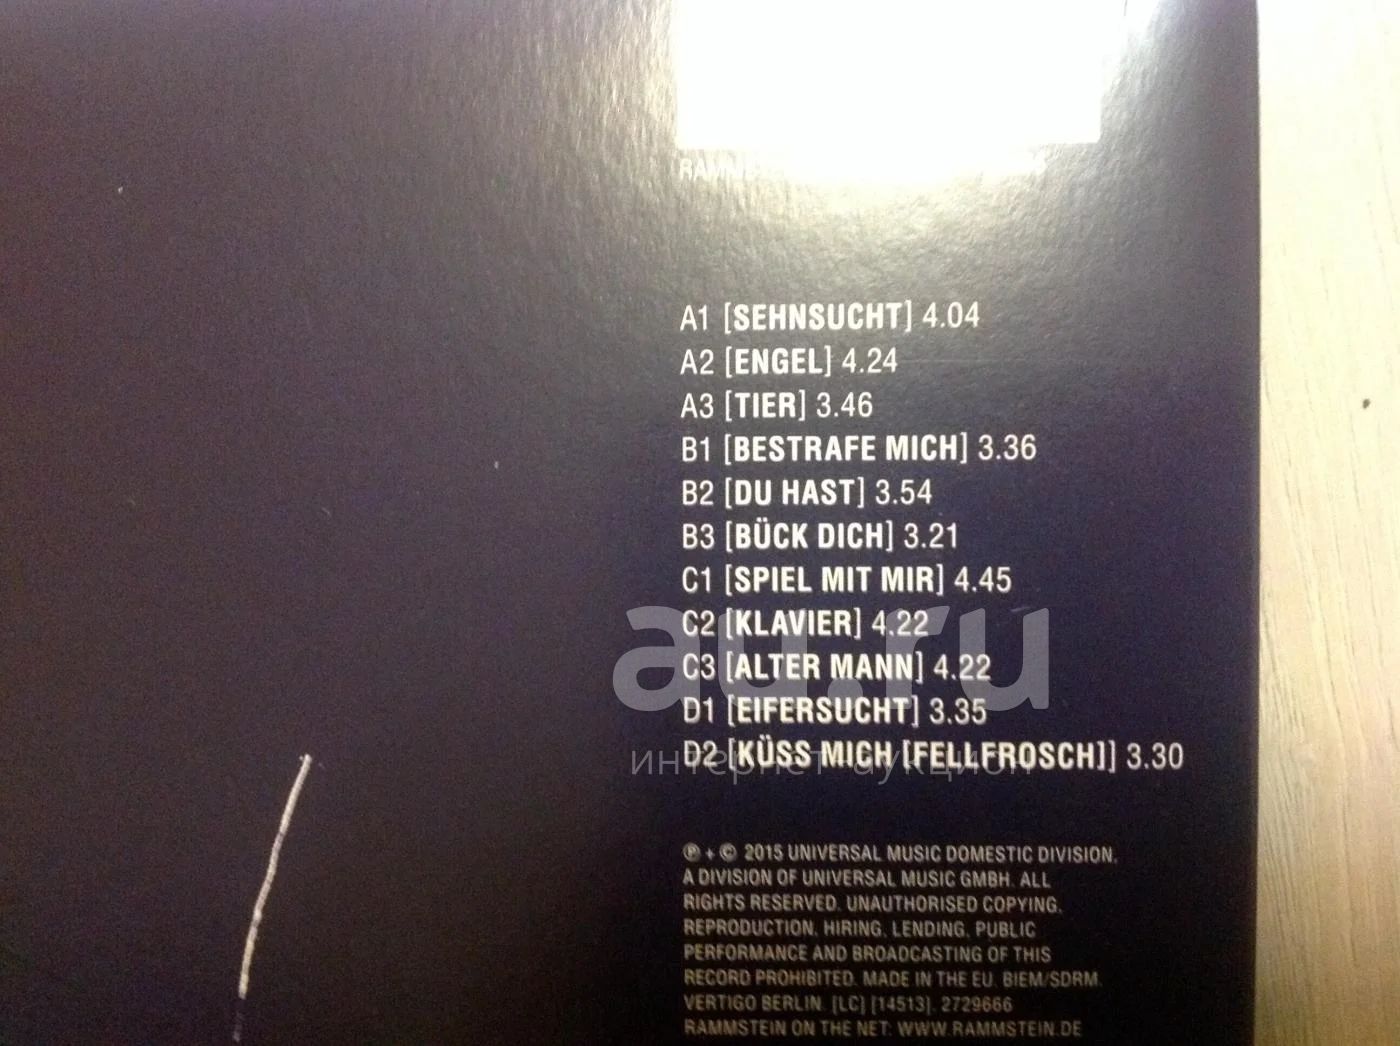 A1 [SEHNSUCHT] 4.04
A2 [ENGEL] 4.24
A3 [TIER] 3.46
B1 [BESTRAFE MICH] 3.36
B2 [DU HAST] 3.54
B3 [BÜCK DICH] 3.21
C1 [SPIEL MIT MIR] 4.45
C2 [KLAVIER] 4.22
C3 [ALTER MANN] 4.22
au.ru
D1 [EIFERSUCHT] 3.35
D2 [KÜSS MICH [FELLFROSCH]] 3.30
интернет-аукцион
℗ + © 2015 UNIVERSAL MUSIC DOMESTIC DIVISION,
A DIVISION OF UNIVERSAL MUSIC GMBH. ALL
RIGHTS RESERVED. UNAUTHORISED COPYING,
REPRODUCTION, HIRING, LENDING, PUBLIC
PERFORMANCE AND BROADCASTING OF THIS
RECORD PROHIBITED. MADE IN THE EU. BIEM/SDRM.
VERTIGO BERLIN. [LC] [14513]. 2729666
RAMMSTEIN ON THE NET: WWW.RAMMSTEIN.DE